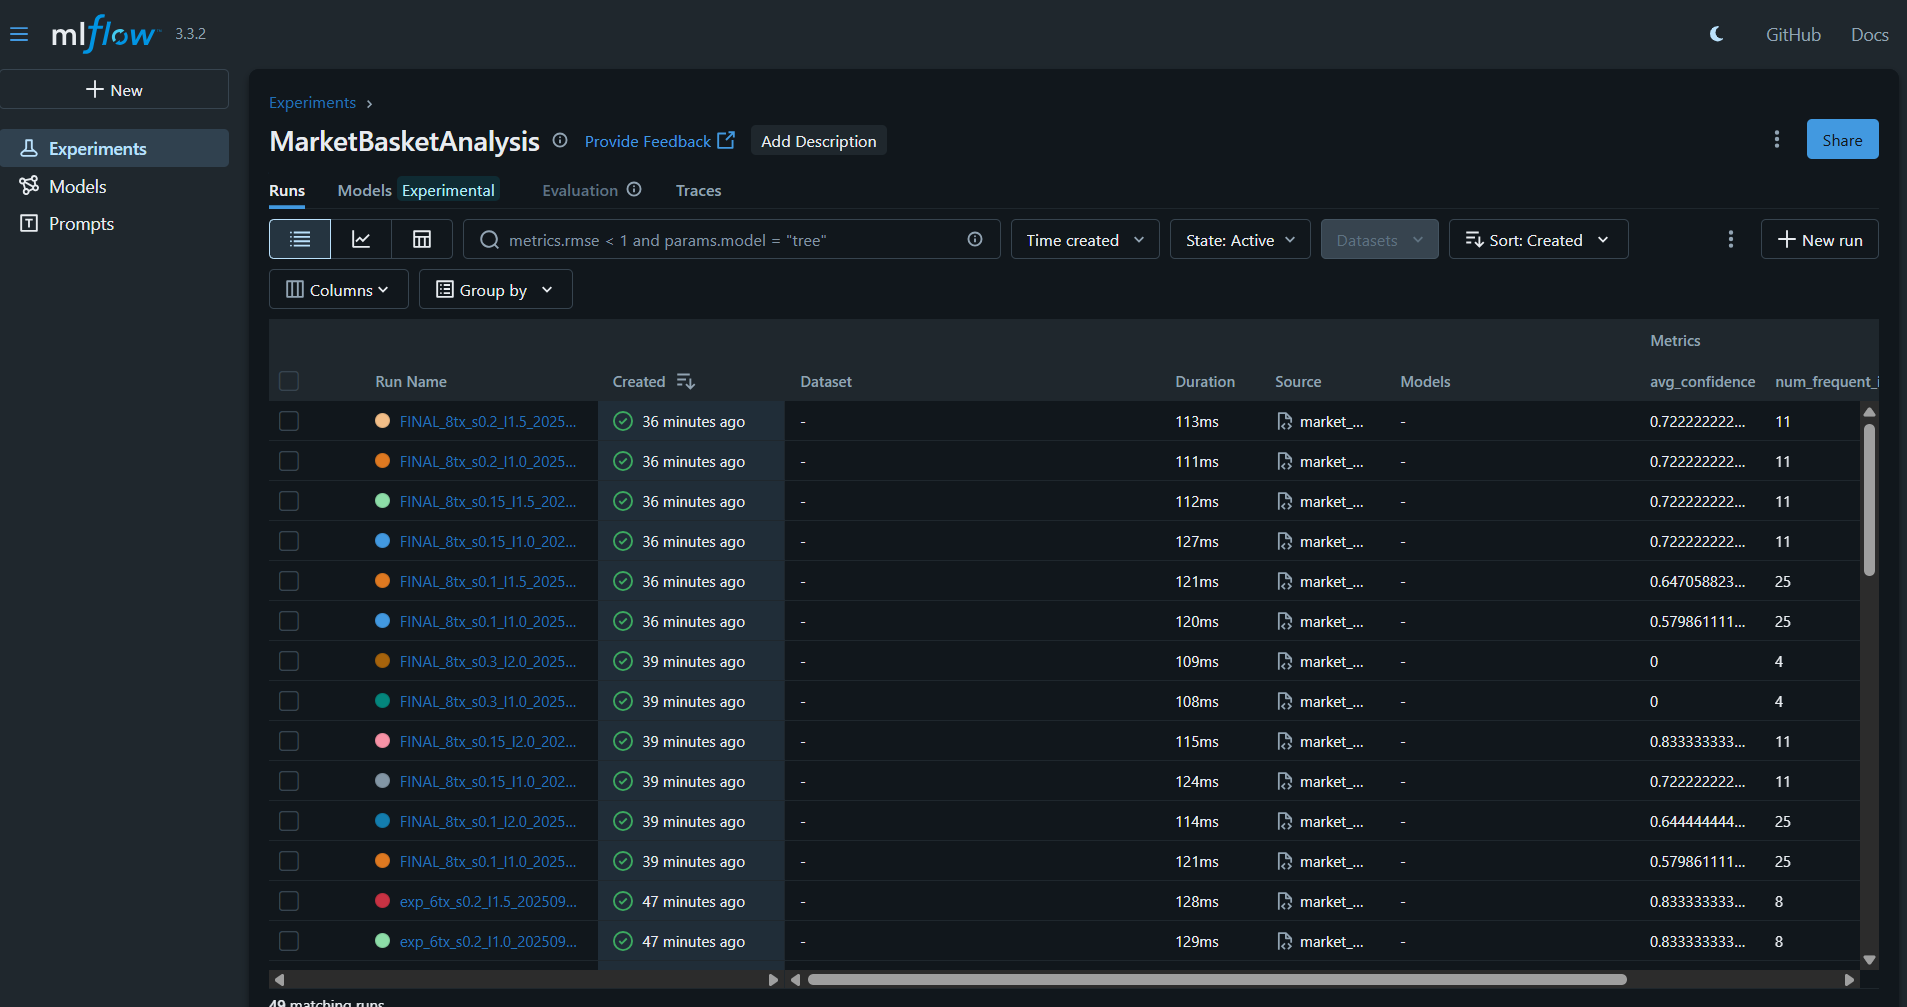 mlflow 3.3.2
GitHub Docs
New
Experiments
Models
Prompts
Experiments ›
MarketBasketAnalysis Provide Feedback Add Description
Share
Runs Models Experimental Evaluation Traces
metrics.rmse < 1 and params.model = "tree" Time created State: Active Datasets Sort: Created New run
Columns Group by
Metrics
Run Name Created Dataset Duration Source Models avg_confidence num_frequent_i
FINAL_8tx_s0.2_l1.5_2025... 36 minutes ago - 113ms market_... - 0.722222222... 11
FINAL_8tx_s0.2_l1.0_2025... 36 minutes ago - 111ms market_... - 0.722222222... 11
FINAL_8tx_s0.15_l1.5_202... 36 minutes ago - 112ms market_... - 0.722222222... 11
FINAL_8tx_s0.15_l1.0_202... 36 minutes ago - 127ms market_... - 0.722222222... 11
FINAL_8tx_s0.1_l1.5_2025... 36 minutes ago - 121ms market_... - 0.647058823... 25
FINAL_8tx_s0.1_l1.0_2025... 36 minutes ago - 120ms market_... - 0.579861111... 25
FINAL_8tx_s0.3_l2.0_2025... 39 minutes ago - 109ms market_... - 0 4
FINAL_8tx_s0.3_l1.0_2025... 39 minutes ago - 108ms market_... - 0 4
FINAL_8tx_s0.15_l2.0_202... 39 minutes ago - 115ms market_... - 0.833333333... 11
FINAL_8tx_s0.15_l1.0_202... 39 minutes ago - 124ms market_... - 0.722222222... 11
FINAL_8tx_s0.1_l2.0_2025... 39 minutes ago - 114ms market_... - 0.644444444... 25
FINAL_8tx_s0.1_l1.0_2025... 39 minutes ago - 121ms market_... - 0.579861111... 25
exp_6tx_s0.2_l1.5_202509... 47 minutes ago - 128ms market_... - 0.833333333... 8
exp_6tx_s0.2_l1.0_202509... 47 minutes ago - 129ms market_... - 0.833333333... 8
49 matching runs